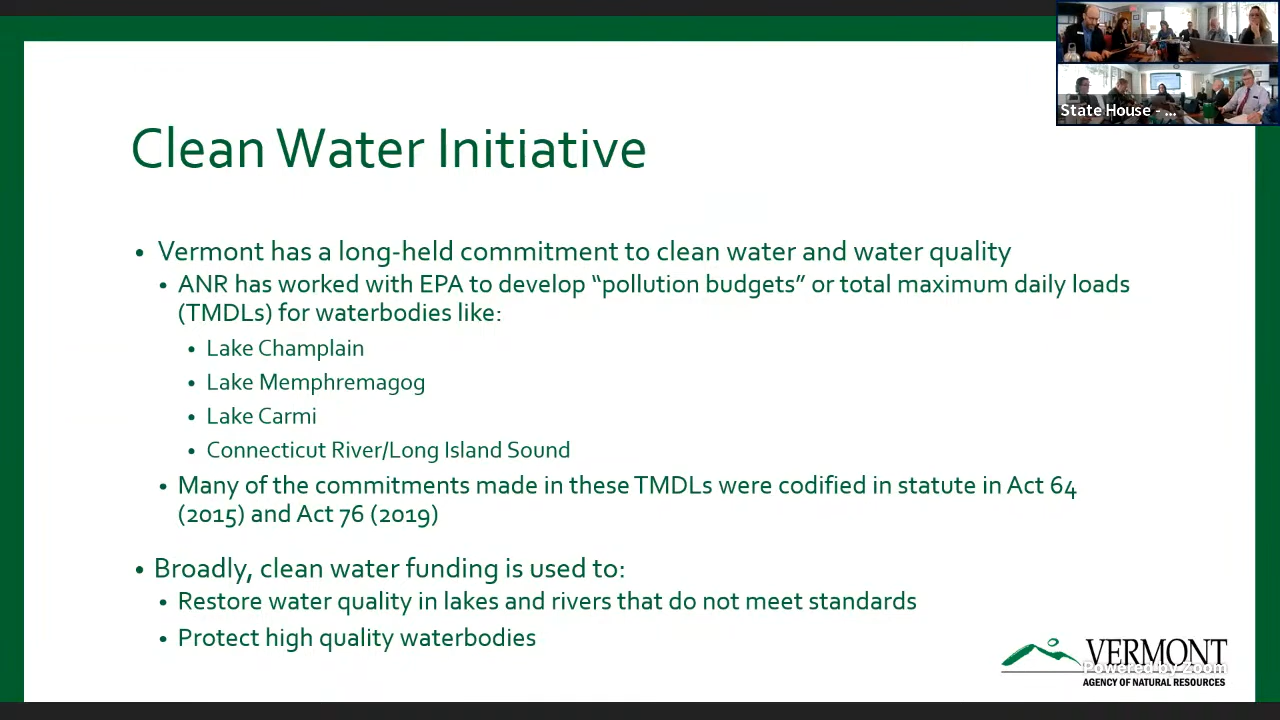 State House - ...
Clean Water Initiative
• Vermont has a long-held commitment to clean water and water quality
• ANR has worked with EPA to develop “pollution budgets” or total maximum daily loads
(TMDLs) for waterbodies like:
• Lake Champlain
• Lake Memphremagog
• Lake Carmi
• Connecticut River/Long Island Sound
• Many of the commitments made in these TMDLs were codified in statute in Act 64
(2015) and Act 76 (2019)
• Broadly, clean water funding is used to:
• Restore water quality in lakes and rivers that do not meet standards
• Protect high quality waterbodies
VERMONT
Powered by Zoom
AGENCY OF NATURAL RESOURCES